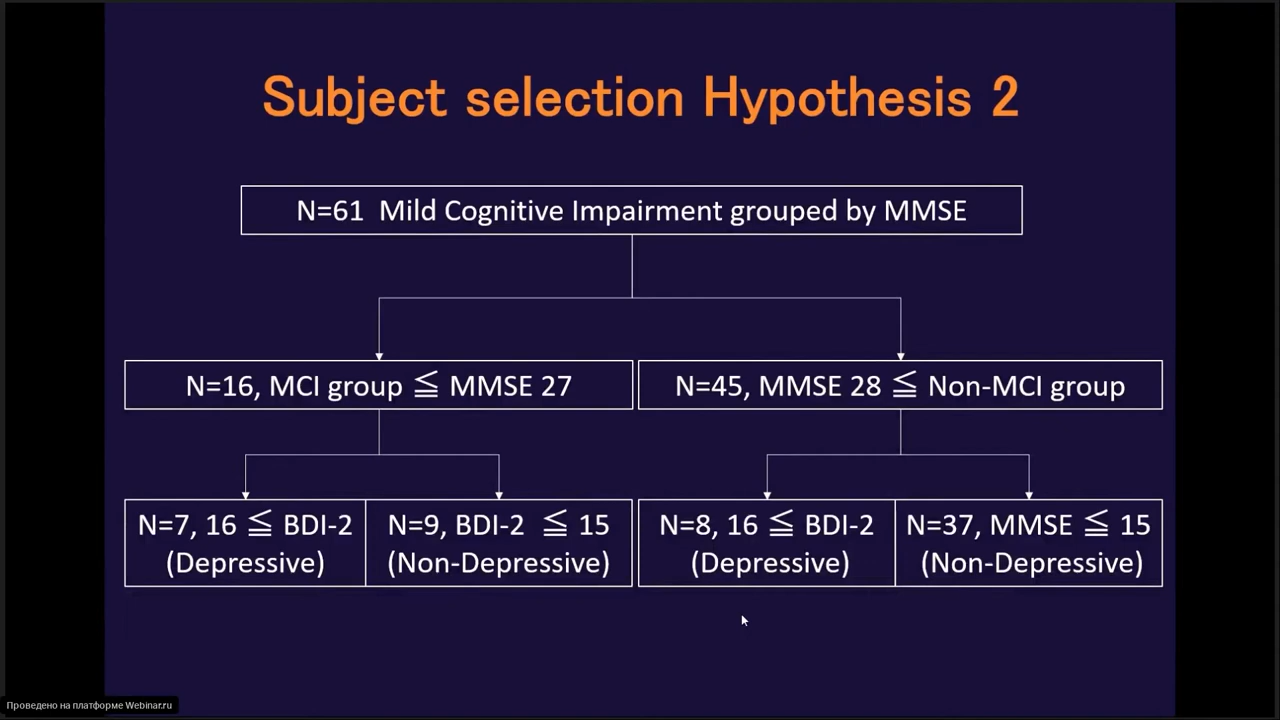 Subject selection Hypothesis 2
N=61 Mild Cognitive Impairment grouped by MMSE
N=16, MCI group ≦ MMSE 27
N=45, MMSE 28 ≦ Non-MCI group
N=7, 16 ≦ BDI-2
(Depressive)
N=9, BDI-2 ≦ 15
(Non-Depressive)
N=8, 16 ≦ BDI-2
(Depressive)
N=37, MMSE ≦ 15
(Non-Depressive)
Проведено на платформе Webinar.ru